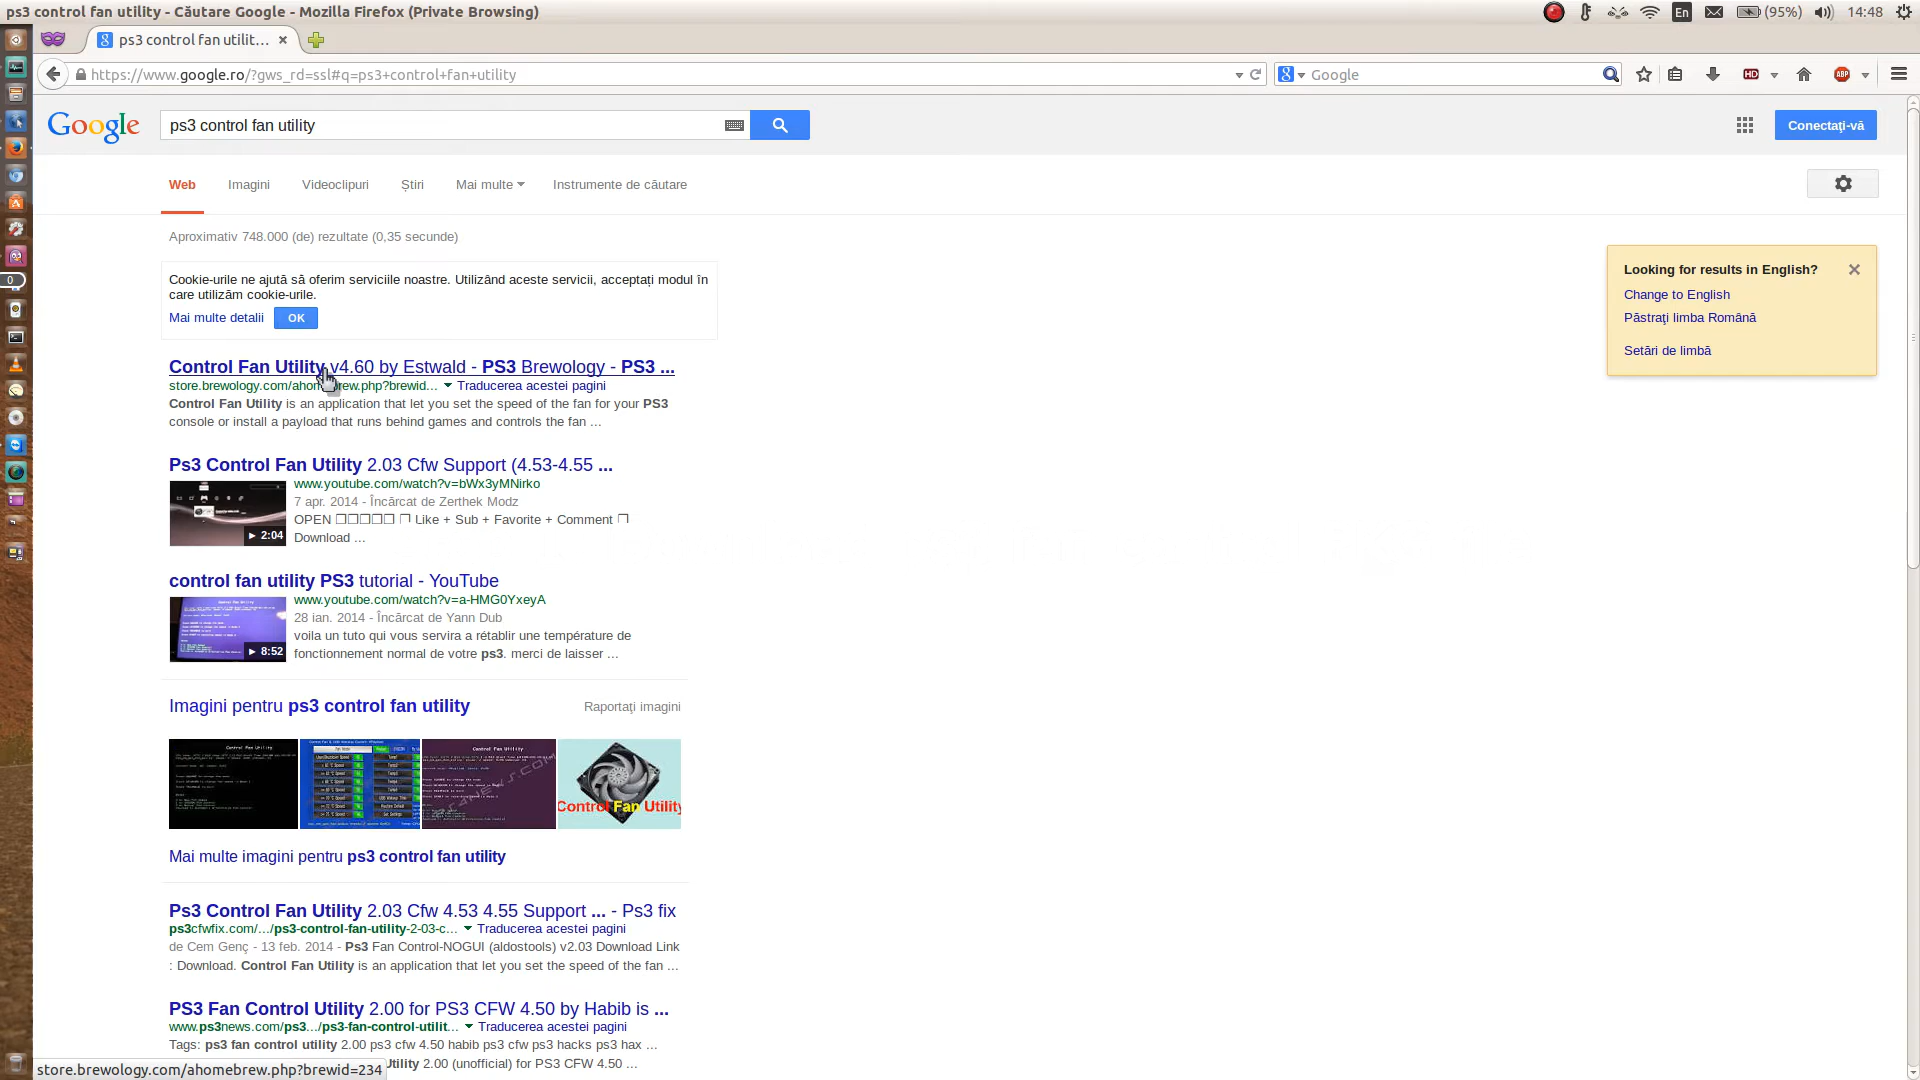 ps3 control fan utility - Căutare Google - Mozilla Firefox (Private Browsing)
En
(95%)
14:48
ps3 control fan utilit...
https://www.google.ro/?gws_rd=ssl#q=ps3+control+fan+utility
Google
HD
ABP
Google
ps3 control fan utility
Conectați-vă
Web
Imagini
Videoclipuri
Știri
Mai multe
Instrumente de căutare
Aproximativ 748.000 (de) rezultate (0,35 secunde)
Cookie-urile ne ajută să oferim serviciile noastre. Utilizând aceste servicii, acceptați modul în
care utilizăm cookie-urile.
Mai multe detalii
OK
Looking for results in English?
Change to English
Păstrați limba Română
Setări de limbă
Control Fan Utility v4.60 by Estwald - PS3 Brewology - PS3 ...
store.brewology.com/ahomebrew.php?brewid... Traducerea acestei pagini
Control Fan Utility is an application that let you set the speed of the fan for your PS3
console or install a payload that runs behind games and controls the fan ...
Ps3 Control Fan Utility 2.03 Cfw Support (4.53-4.55 ...
www.youtube.com/watch?v=bWx3yMNirko
7 apr. 2014 - Încărcat de Zerthek Modz
OPEN ❒❒❒❒❒ ❒ Like + Sub + Favorite + Comment ❒
Download ...
2:04
control fan utility PS3 tutorial - YouTube
www.youtube.com/watch?v=a-HMG0YxeyA
28 ian. 2014 - Încărcat de Yann Dub
voila un tuto qui vous servira a rétablir une température de
fonctionnement normal de votre ps3. merci de laisser ...
8:52
Imagini pentru ps3 control fan utility
Raportați imagini
Control Fan Utility
Control Fan Utility
Control Fan Utility
Mai multe imagini pentru ps3 control fan utility
Ps3 Control Fan Utility 2.03 Cfw 4.53 4.55 Support ... - Ps3 fix
ps3cfwfix.com/.../ps3-control-fan-utility-2-03-c... Traducerea acestei pagini
de Cem Genç - 13 feb. 2014 - Ps3 Fan Control-NOGUI (aldostools) v2.03 Download Link
: Download. Control Fan Utility is an application that let you set the speed of the fan ...
PS3 Fan Control Utility 2.00 for PS3 CFW 4.50 by Habib is ...
www.ps3news.com/ps3.../ps3-fan-control-utilit... Traducerea acestei pagini
Tags: ps3 fan control utility 2.00 ps3 cfw 4.50 habib ps3 cfw ps3 hacks ps3 hax ...
Utility 2.00 (unofficial) for PS3 CFW 4.50 ...
store.brewology.com/ahomebrew.php?brewid=234
0